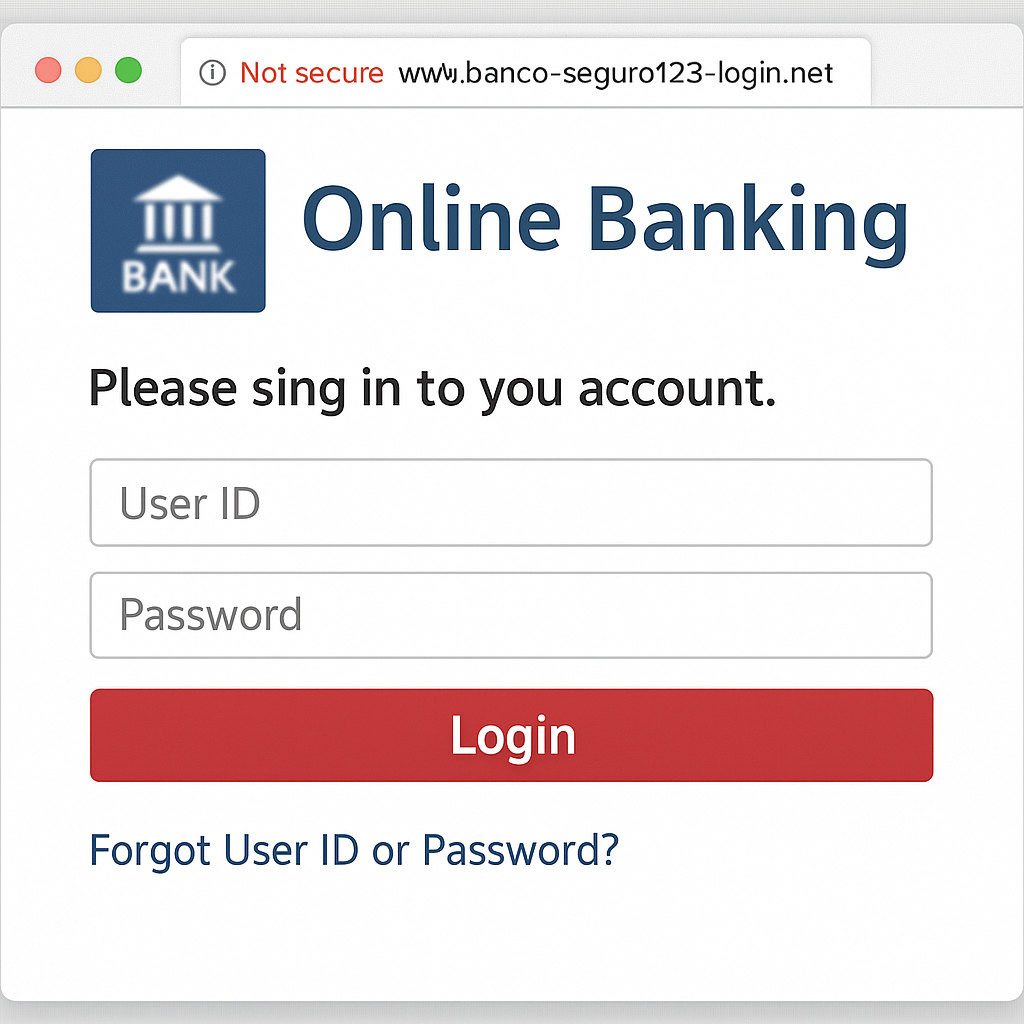 Not secure www.banco-seguro123-login.net
BANK
Online Banking
Please sing in to you account.
User ID
Password
Login
Forgot User ID or Password?